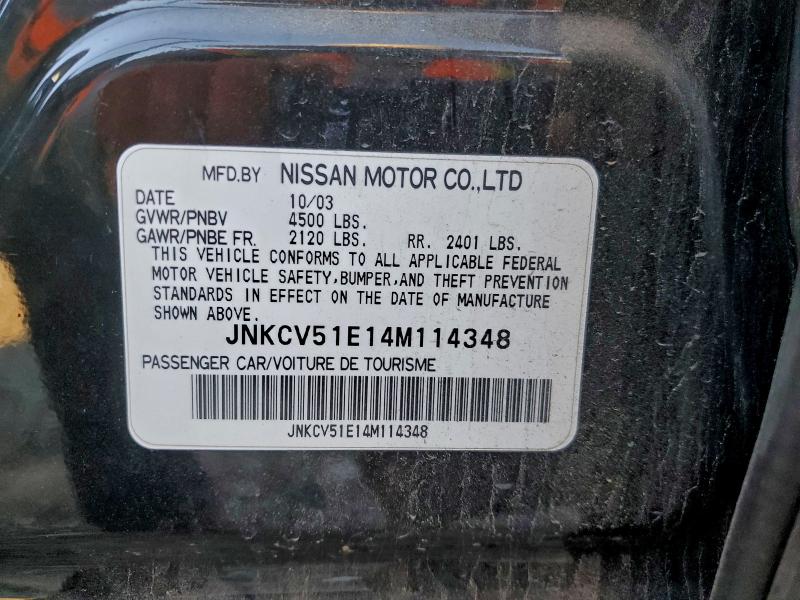 MFD.BY NISSAN MOTOR CO.,LTD
DATE 10/03
GVWR/PNBV 4500 LBS.
GAWR/PNBE FR. 2120 LBS. RR. 2401 LBS.
THIS VEHICLE CONFORMS TO ALL APPLICABLE FEDERAL
MOTOR VEHICLE SAFETY,BUMPER,AND THEFT PREVENTION
STANDARDS IN EFFECT ON THE DATE OF MANUFACTURE
SHOWN ABOVE.
JNKCV51E14M114348
PASSENGER CAR/VOITURE DE TOURISME
JNKCV51E14M114348